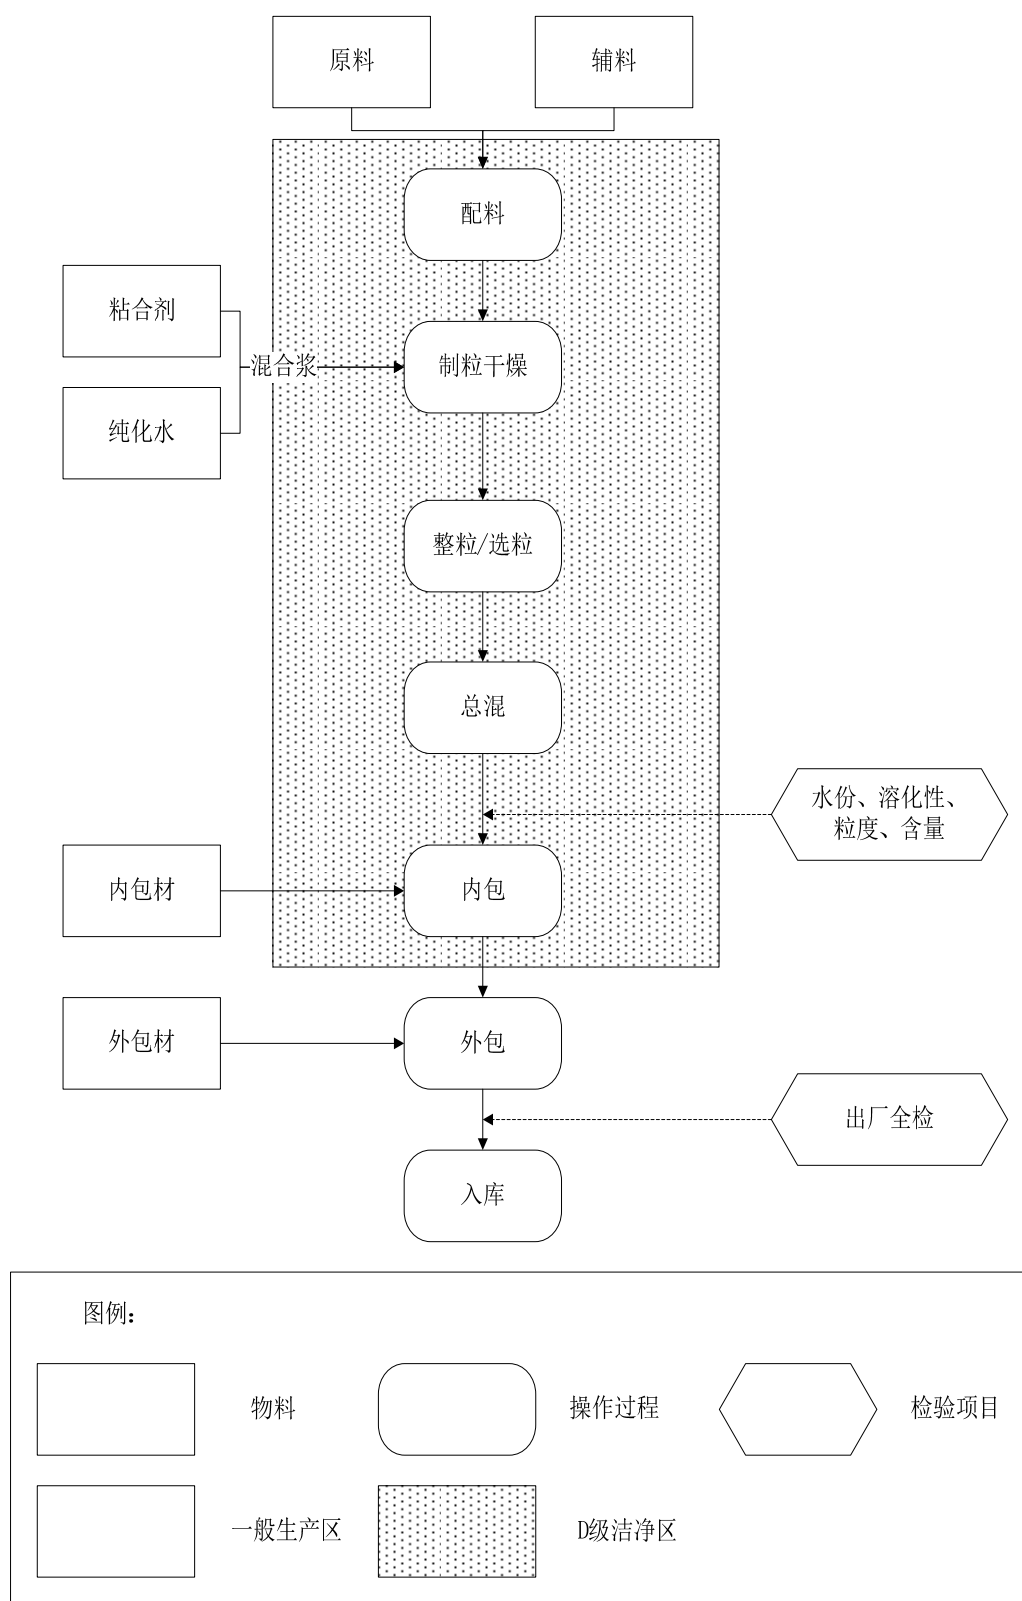 原料
辅料
配料
粘合剂
混合浆
制粒干燥
纯化水
整粒/选粒
总混
水份、溶化性、
粒度、含量
内包材
内包
外包材
外包
出厂全检
入库
图例：
物料
操作过程
检验项目
一般生产区
D级洁净区